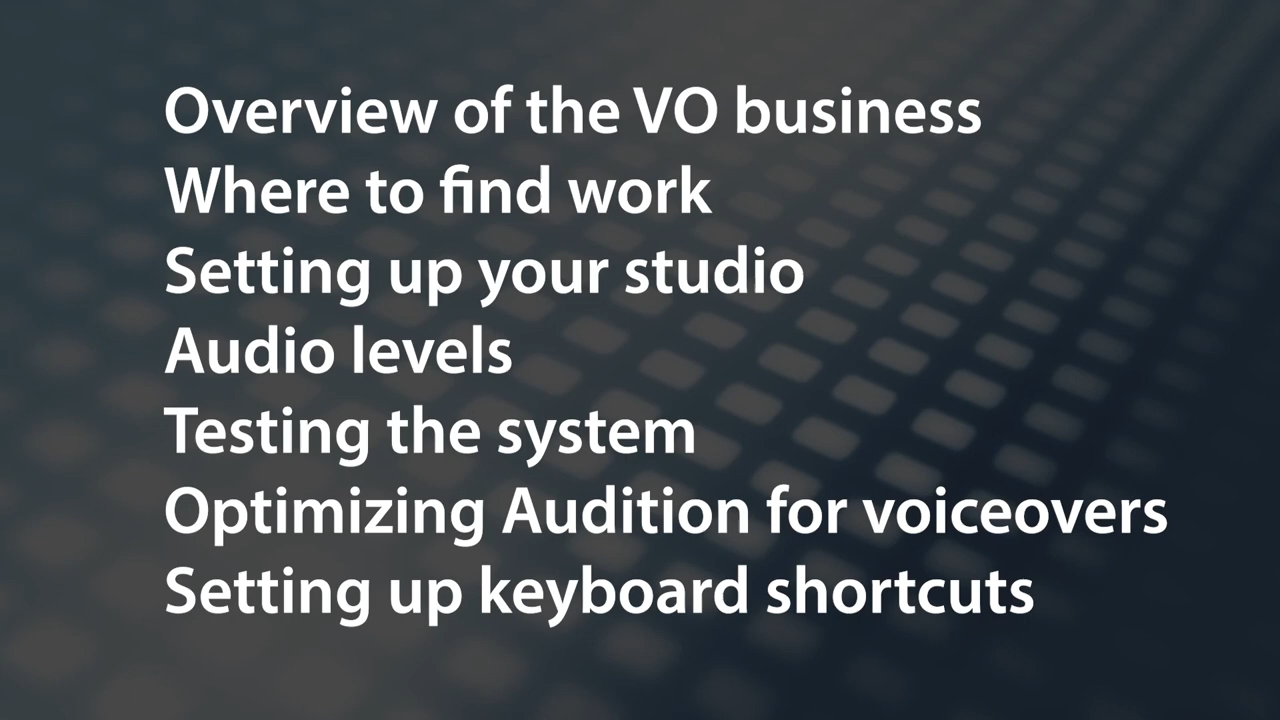 Overview of the VO business
Where to find work
Setting up your studio
Audio levels
Testing the system
Optimizing Audition for voiceovers
Setting up keyboard shortcuts